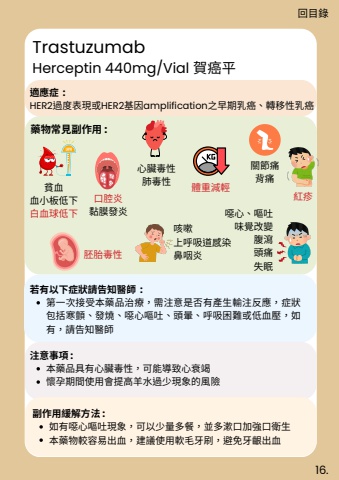 回目錄
Trastuzumab
Herceptin 440mg/Vial 賀癌平
適應症：
HER2過度表現或HER2基因amplification之早期乳癌、轉移性乳癌
藥物常見副作用：
貧血
血小板低下
白血球低下
口腔炎
黏膜發炎
心臟毒性
肺毒性
KG
體重減輕
關節痛
背痛
紅疹
胚胎毒性
咳嗽
上呼吸道感染
鼻咽炎
噁心、嘔吐
味覺改變
腹瀉
頭痛
失眠
若有以下症狀請告知醫師：
• 第一次接受本藥品治療，需注意是否有產生輸注反應，症狀
包括寒顫、發燒、噁心嘔吐、頭暈、呼吸困難或低血壓，如
有，請告知醫師
注意事項：
• 本藥品具有心臟毒性，可能導致心衰竭
• 懷孕期間使用會提高羊水過少現象的風險
副作用緩解方法：
• 如有噁心嘔吐現象，可以少量多餐，並多漱口加強口衛生
• 本藥物較容易出血，建議使用軟毛牙刷，避免牙齦出血
16.